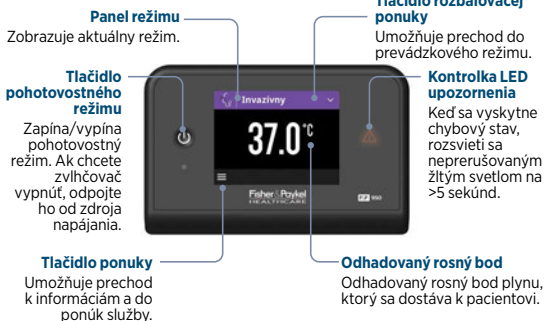 Panel režimu
Zobrazuje aktuálny režim.
Tlačidlo rozbaľovacej
ponuky
Umožňuje prechod do
prevádzkového režimu.
Tlačidlo
pohotovostného
režimu
Zapína/vypína
pohotovostný
režim. Ak chcete
zvlhčovač
vypnúť, odpojte
ho od zdroja
napájania.
Invazivny
37.0°C
Fisher & Paykel
HEALTHCARE
F&P 950
Kontrolka LED
upozornenia
Keď sa vyskytne
chybový stav,
rozsvieti sa
neprerušovaným
žltým svetlom na
>5 sekúnd.
Tlačidlo ponuky
Umožňuje prechod
k informáciám a do
ponúk služby.
Odhadovaný rosný bod
Odhadovaný rosný bod plynu,
ktorý sa dostáva k pacientovi.